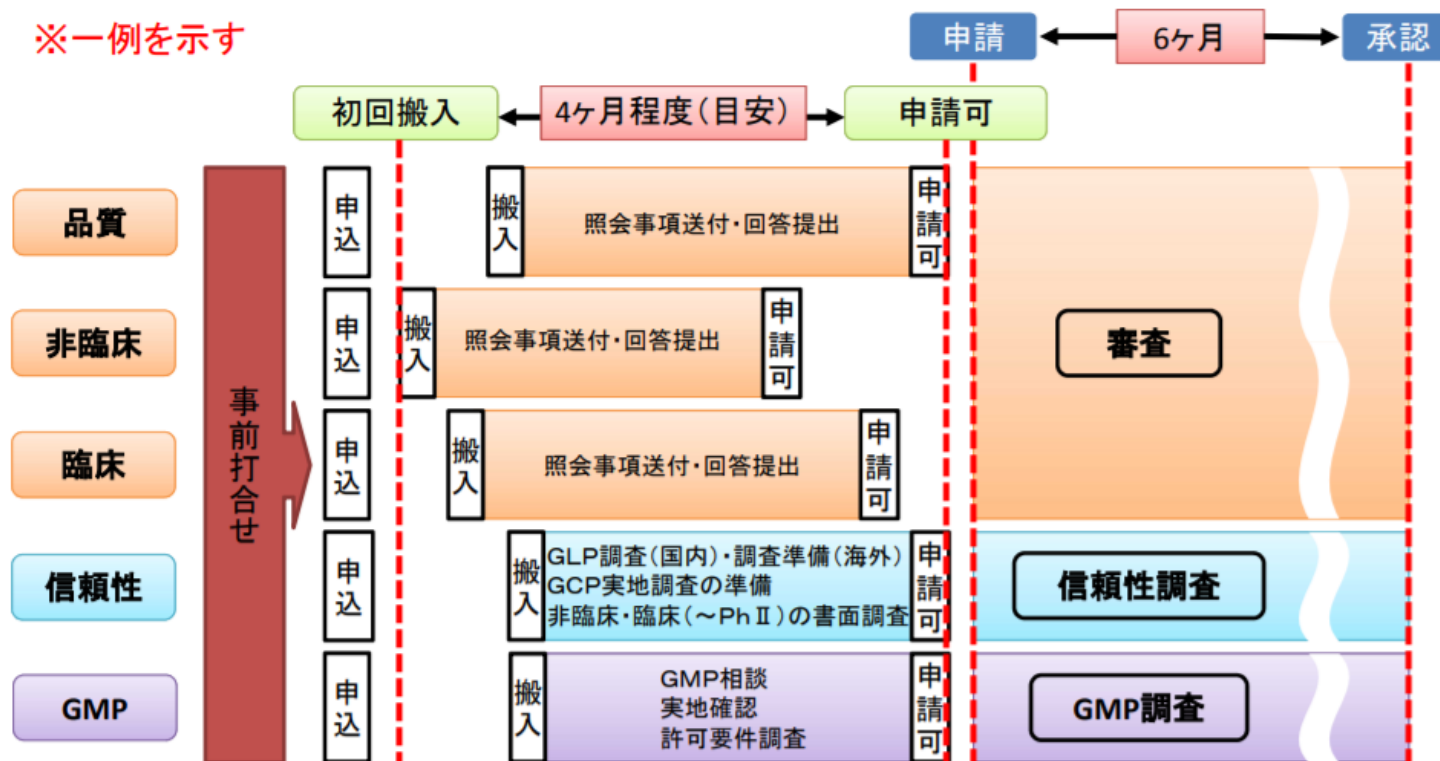 ※一例を示す
申請
6ヶ月
承認
初回搬入
4ヶ月程度(目安)
申請可
事前打合せ
品質
申込
搬入
照会事項送付・回答提出
申請可
非臨床
申込
搬入
照会事項送付・回答提出
申請可
臨床
申込
搬入
照会事項送付・回答提出
申請可
審査
信頼性
申込
搬入
GLP調査(国内)・調査準備(海外)
GCP実地調査の準備
非臨床・臨床(~PhⅡ)の書面調査
申請可
信頼性調査
GMP
申込
搬入
GMP相談
実地確認
許可要件調査
申請可
GMP調査